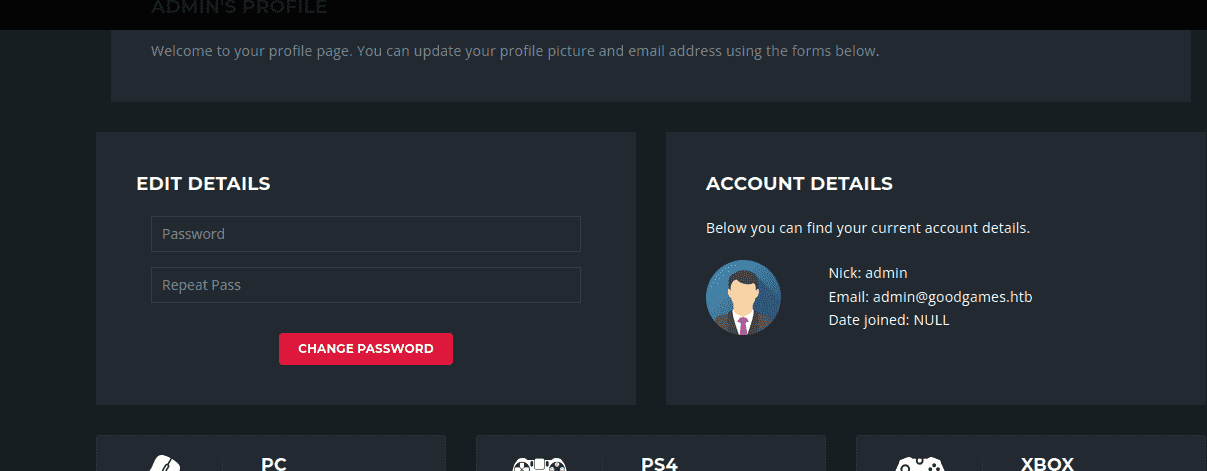 ADMIN'S PROFILE
Welcome to your profile page. You can update your profile picture and email address using the forms below.
EDIT DETAILS
Password
Repeat Pass
CHANGE PASSWORD
ACCOUNT DETAILS
Below you can find your current account details.
Nick: admin
Email: admin@goodgames.htb
Date joined: NULL
PC
PS4
XBOX